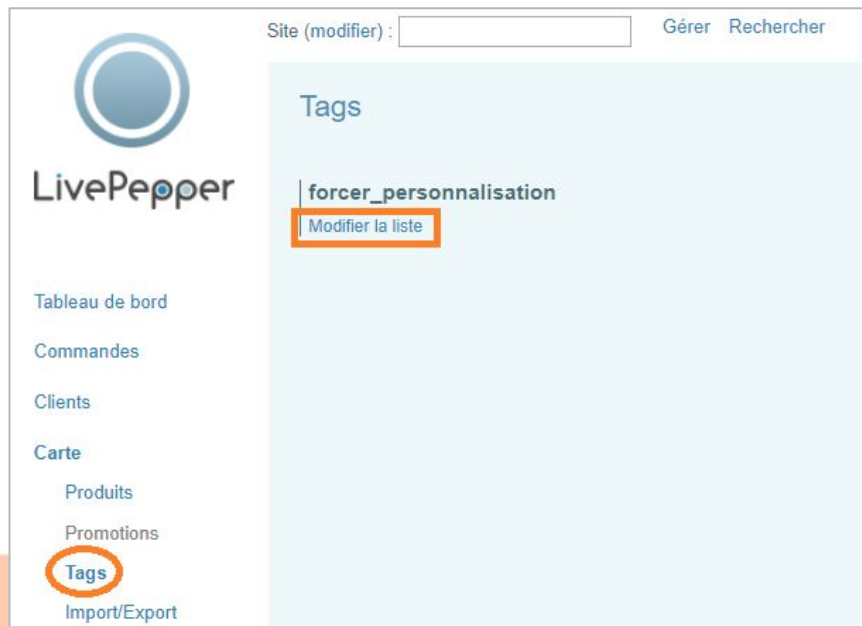 Site (modifier) :
Gérer Rechercher
LivePepper
Tags
forcer_personnalisation
Modifier la liste
Tableau de bord
Commandes
Clients
Carte
Produits
Promotions
Tags
Import/Export